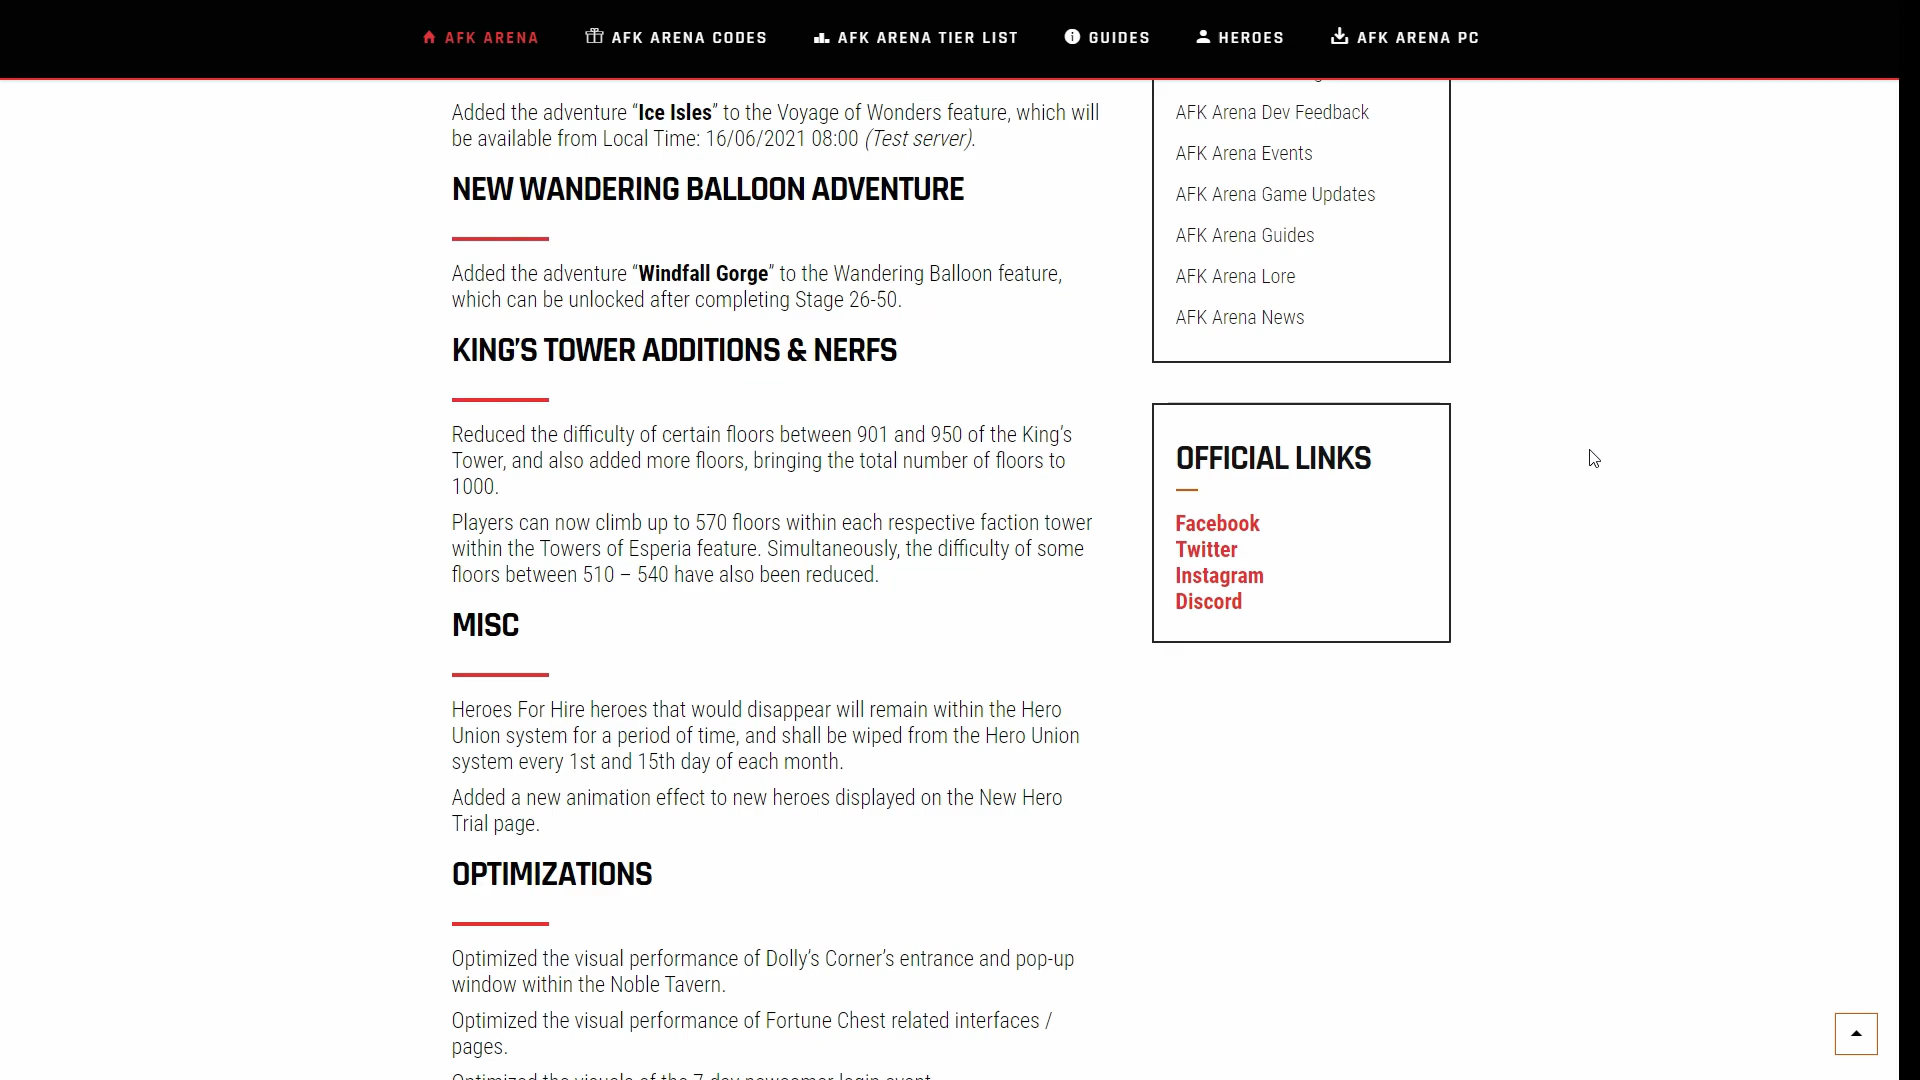 AFK ARENA
AFK ARENA CODES
AFK ARENA TIER LIST
GUIDES
HEROES
AFK ARENA PC
Added the adventure “Ice Isles” to the Voyage of Wonders feature, which will
be available from Local Time: 16/06/2021 08:00 (Test server).
NEW WANDERING BALLOON ADVENTURE
Added the adventure “Windfall Gorge” to the Wandering Balloon feature,
which can be unlocked after completing Stage 26-50.
KING’S TOWER ADDITIONS & NERFS
Reduced the difficulty of certain floors between 901 and 950 of the King’s
Tower, and also added more floors, bringing the total number of floors to
1000.
Players can now climb up to 570 floors within each respective faction tower
within the Towers of Esperia feature. Simultaneously, the difficulty of some
floors between 510 – 540 have also been reduced.
MISC
Heroes For Hire heroes that would disappear will remain within the Hero
Union system for a period of time, and shall be wiped from the Hero Union
system every 1st and 15th day of each month.
Added a new animation effect to new heroes displayed on the New Hero
Trial page.
OPTIMIZATIONS
Optimized the visual performance of Dolly’s Corner’s entrance and pop-up
window within the Noble Tavern.
Optimized the visual performance of Fortune Chest related interfaces /
pages.
Optimized the visuals of the 7-day newcomer login event
AFK Arena Dev Feedback
AFK Arena Events
AFK Arena Game Updates
AFK Arena Guides
AFK Arena Lore
AFK Arena News
OFFICIAL LINKS
Facebook
Twitter
Instagram
Discord